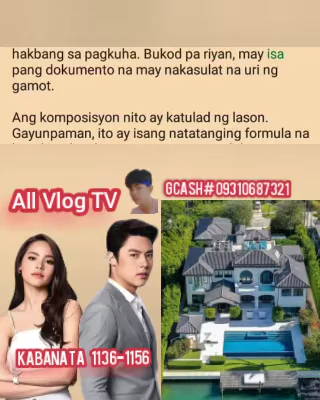 hakbang sa pagkuha. Bukod pa riyan, may isa
pang dokumento na may nakasulat na uri ng
gamot.
Ang komposisyon nito ay katulad ng lason.
Gayunpaman, ito ay isang natatanging formula na
All Vlog TV
GCASH#09310687321
KABANATA 1136-1156